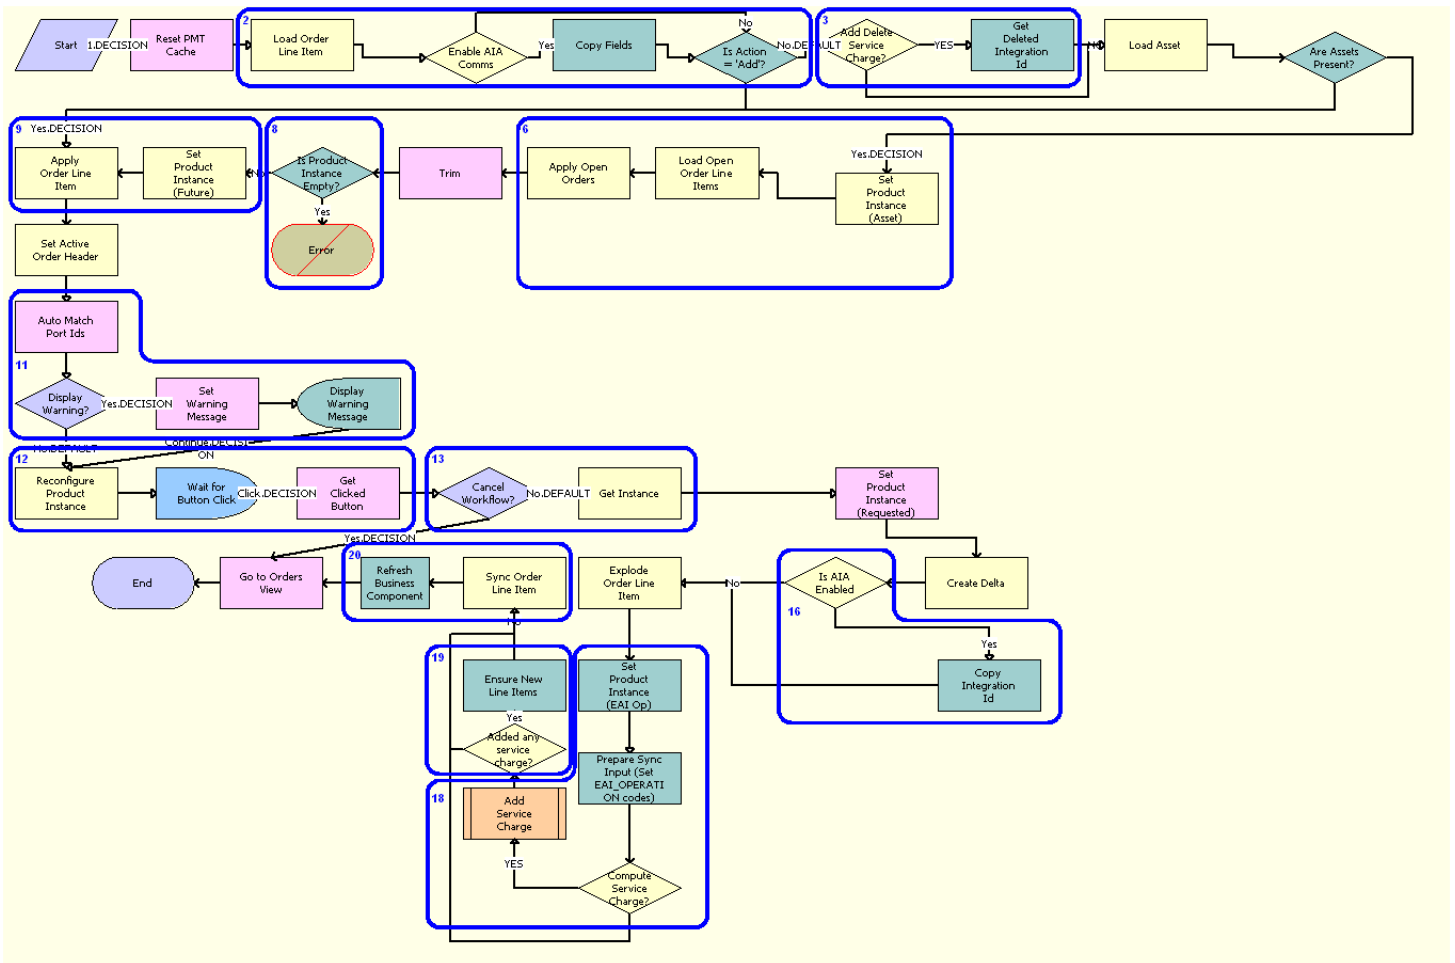 2
3
No
Start
1.DECISION
Reset PMT
Cache
Load Order
Line Item
Enable AIA
Comms
Yes
Copy Fields
Is Action
= 'Add'?
No.DEFAULT
Add Delete
Service
Charge?
YES
Get
Deleted
Integration
Id
No
Load Asset
Are Assets
Present?
9
Yes.DECISION
8
6
Apply
Order Line
Item
Set
Product
Instance
(Future)
No
Is Product
Instance
Empty?
Yes
Error
Trim
Apply Open
Orders
Load Open
Order Line
Items
Yes.DECISION
Set
Product
Instance
(Asset)
Set Active
Order Header
Auto Match
Port Ids
11
Display
Warning?
Yes.DECISION
Set
Warning
Message
Display
Warning
Message
No.DEFAULT
Continue.DECISI
ON
12
Reconfigure
Product
Instance
Wait for
Button Click
Click.DECISION
Get
Clicked
Button
13
Cancel
Workflow?
No.DEFAULT
Get Instance
Set
Product
Instance
(Requested)
Yes.DECISION
End
Go to Orders
View
20
Refresh
Business
Component
Sync Order
Line Item
Explode
Order Line
Item
No
Is AIA
Enabled
Create Delta
16
Yes
Copy
Integration
Id
No
19
Ensure New
Line Items
Yes
Added any
service
charge?
Set
Product
Instance
(EAI Op)
Prepare Sync
Input (Set
EAI_OPERATI
ON codes)
18
Add
Service
Charge
YES
Compute
Service
Charge?